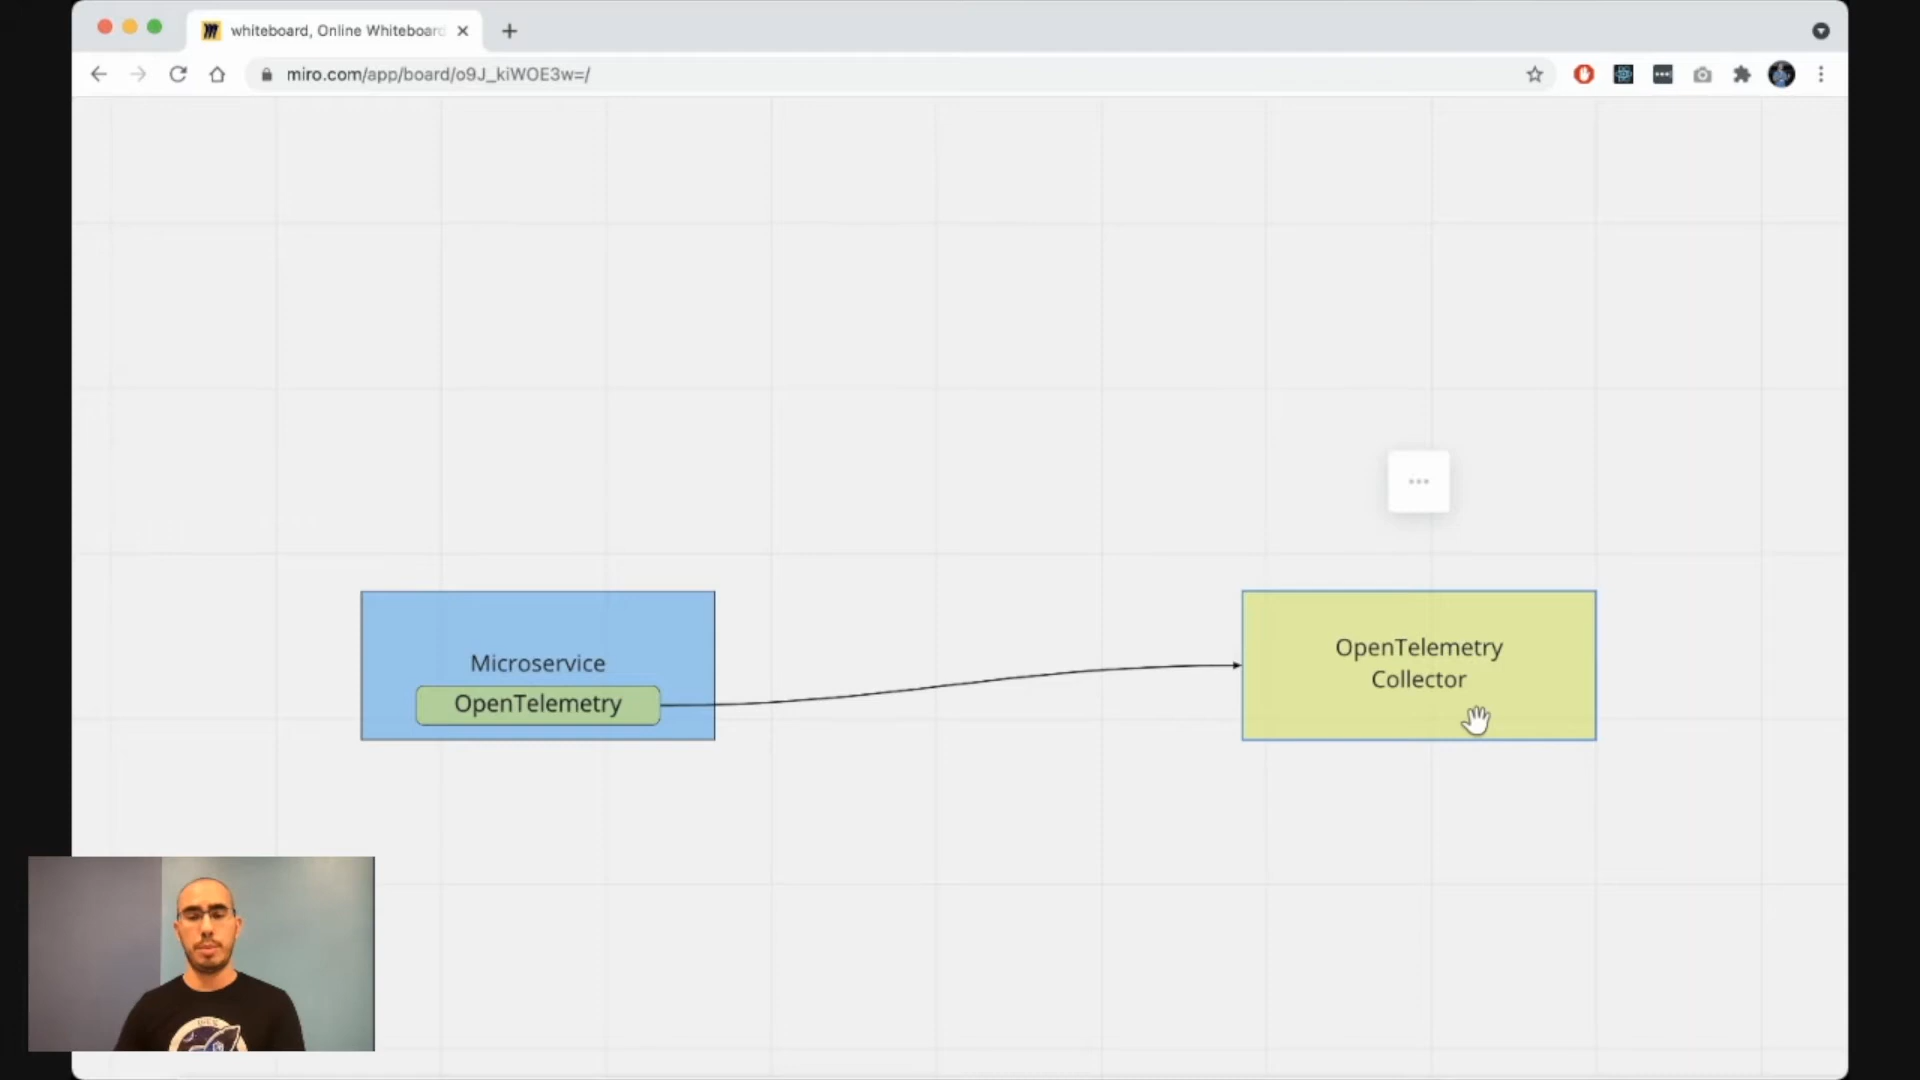 whiteboard, Online Whiteboard
miro.com/app/board/o9J_kiWOE3w=/
Microservice
OpenTelemetry
OpenTelemetry
Collector